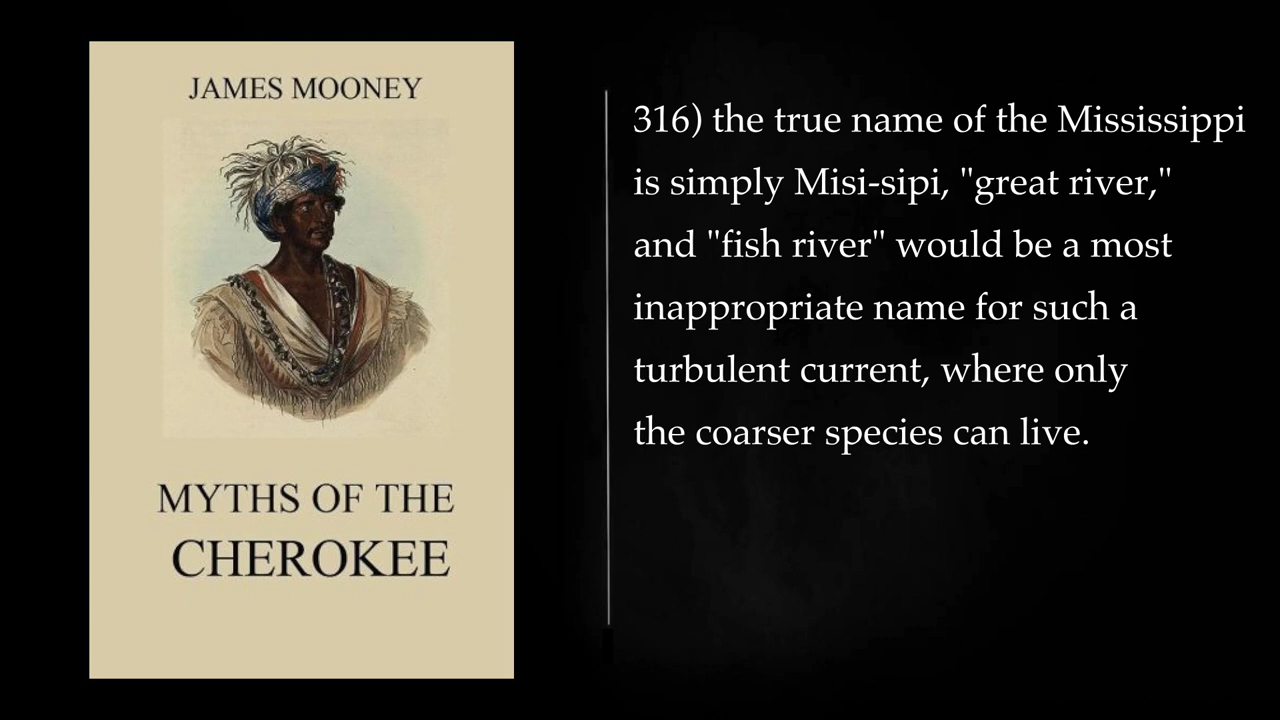 JAMES MOONEY
MYTHS OF THE
CHEROKEE
316) the true name of the Mississippi
is simply Misi-sipi, "great river,"
and "fish river" would be a most
inappropriate name for such a
turbulent current, where only
the coarser species can live.